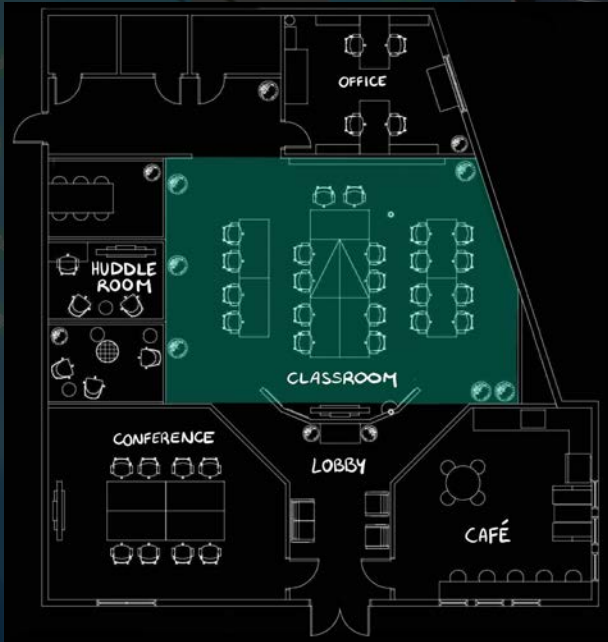 OFFICE
HUDDLE
ROOM
CLASSROOM
CONFERENCE
LOBBY
CAFÉ